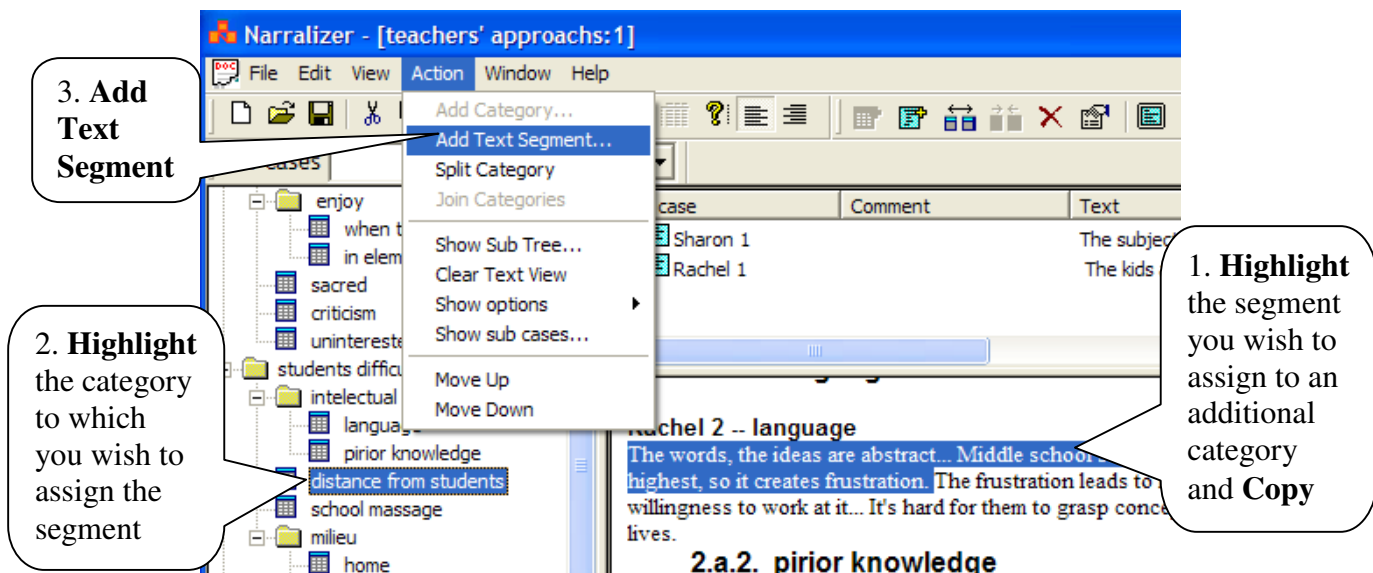 Narralizer - [teachers' approachs:1]
File Edit View Action Window Help
3. Add
Text
Segment
Add Category...
Add Text Segment...
Split Category
Join Categories
Show Sub Tree...
Clear Text View
Show options
Show sub cases...
Move Up
Move Down
enjoy
when
in
sacred
criticism
students
intelectual
pirior knowledge
distance from students
school massage
milieu
home
2. Highlight
the category
to which
you wish to
assign the
segment
case Comment Text
Sharon 1 The
Rachel 1 The kids
1. Highlight
the segment
you wish to
assign to an
additional
category
and Copy
2 -- language
The words, the ideas are abstract... Middle school
highest, so it creates frustration. The frustration leads to
willingness to work at it... It's hard for them to grasp
lives.
2.a.2. pirior knowledge